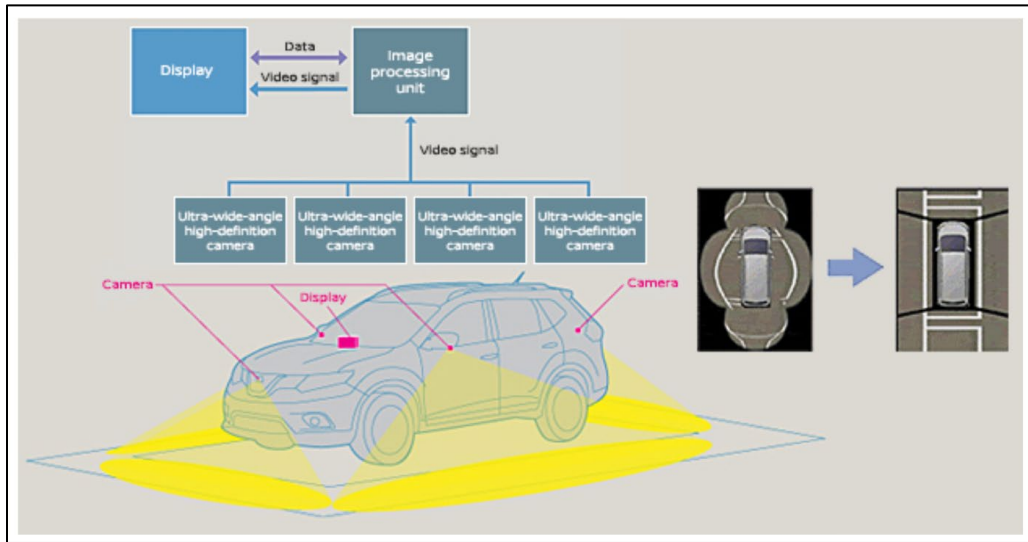 Display
Data
Video signal
Image
processing
unit
Video signal
Ultra-wide-angle
high-definition
camera
Ultra-wide-angle
high-definition
camera
Ultra-wide-angle
high-definition
camera
Ultra-wide-angle
high-definition
camera
Camera
Display
Camera